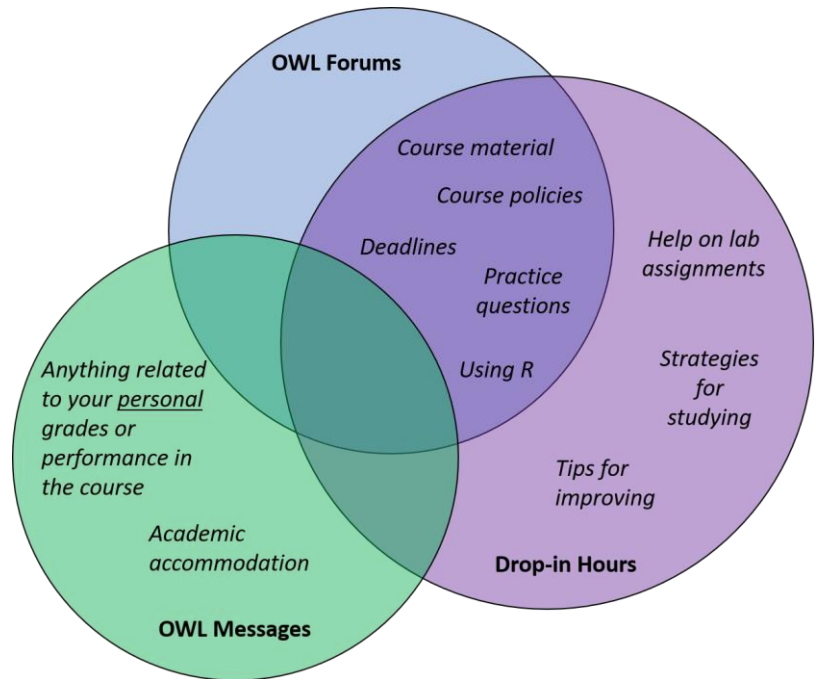 OWL Forums
Course material
Course policies
Deadlines
Practice
questions
Using R
Help on lab
assignments
Strategies
for
studying
Tips for
improving
Drop-in Hours
Anything related
to your personal
grades or
performance in
the course
Academic
accommodation
OWL Messages